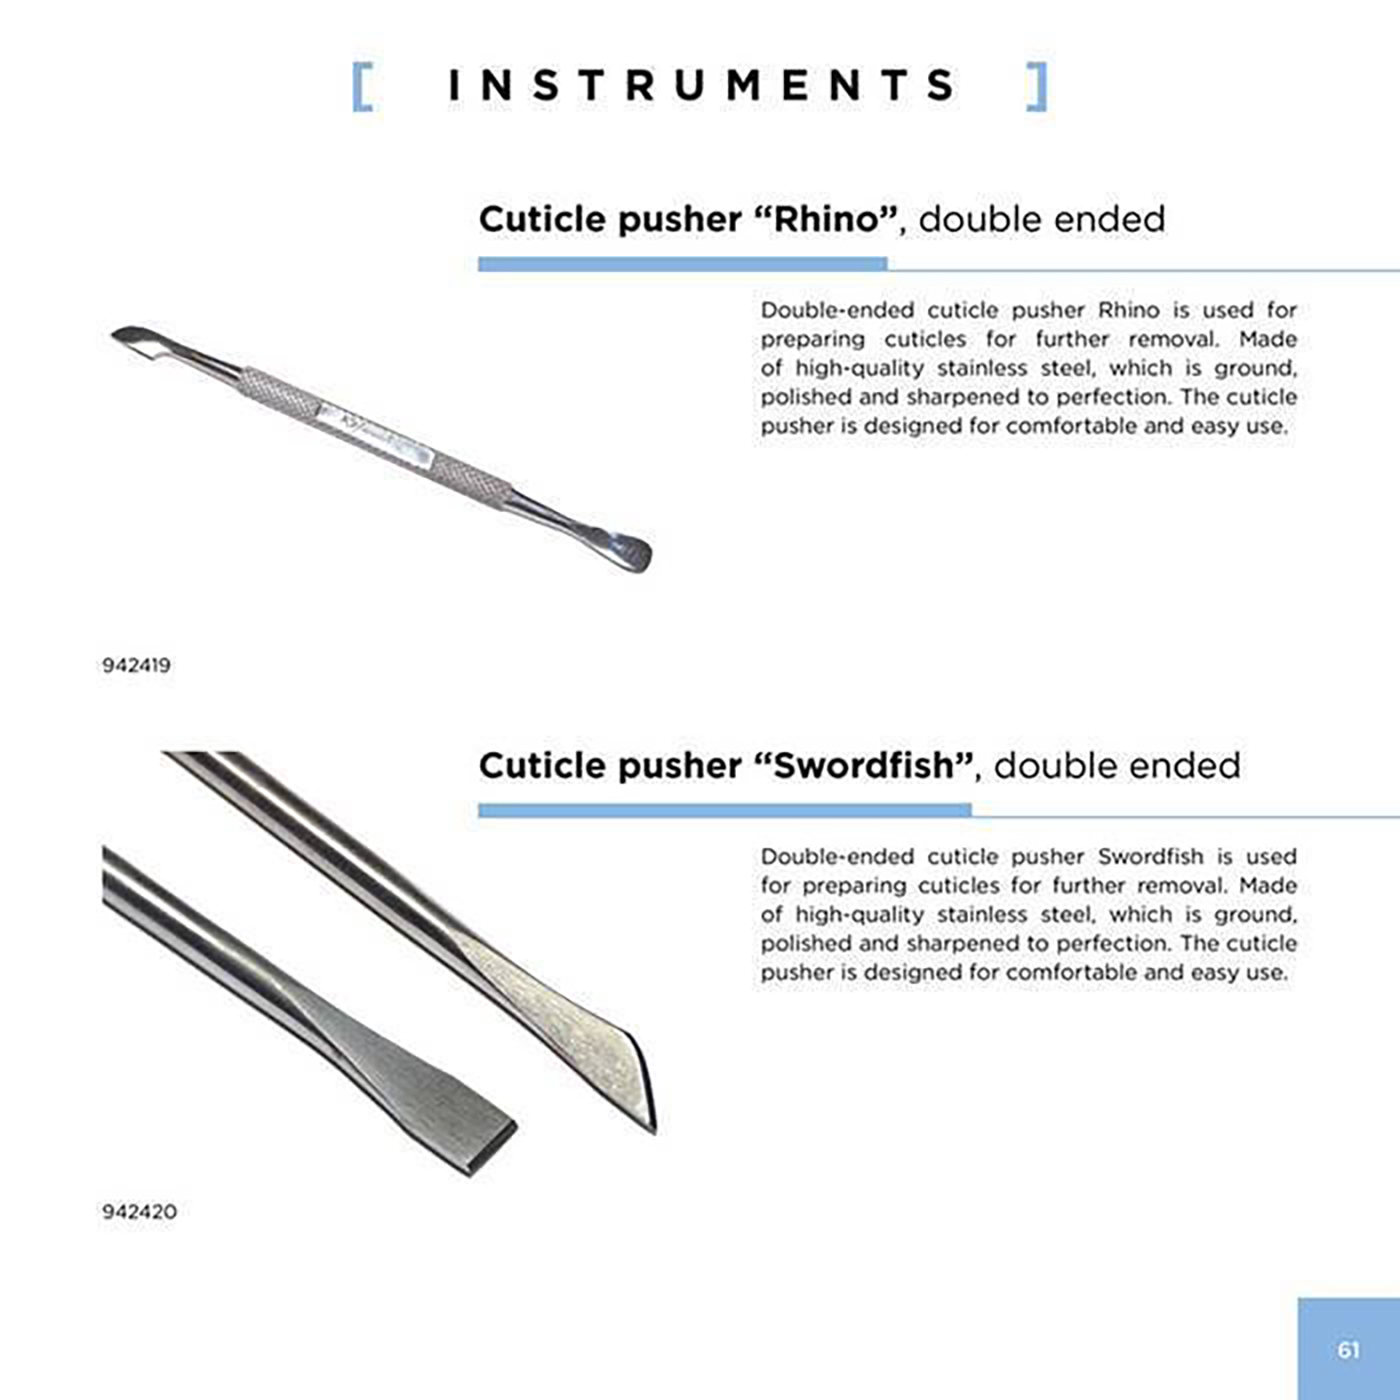 [ INSTRUMENTS ]
Cuticle pusher “Rhino”, double ended
Double-ended cuticle pusher Rhino is used for
preparing cuticles for further removal. Made
of high-quality stainless steel, which is ground,
polished and sharpened to perfection. The cuticle
pusher is designed for comfortable and easy use.
942419
Cuticle pusher “Swordfish”, double ended
Double-ended cuticle pusher Swordfish is used
for preparing cuticles for further removal. Made
of high-quality stainless steel, which is ground,
polished and sharpened to perfection. The cuticle
pusher is designed for comfortable and easy use.
942420
61